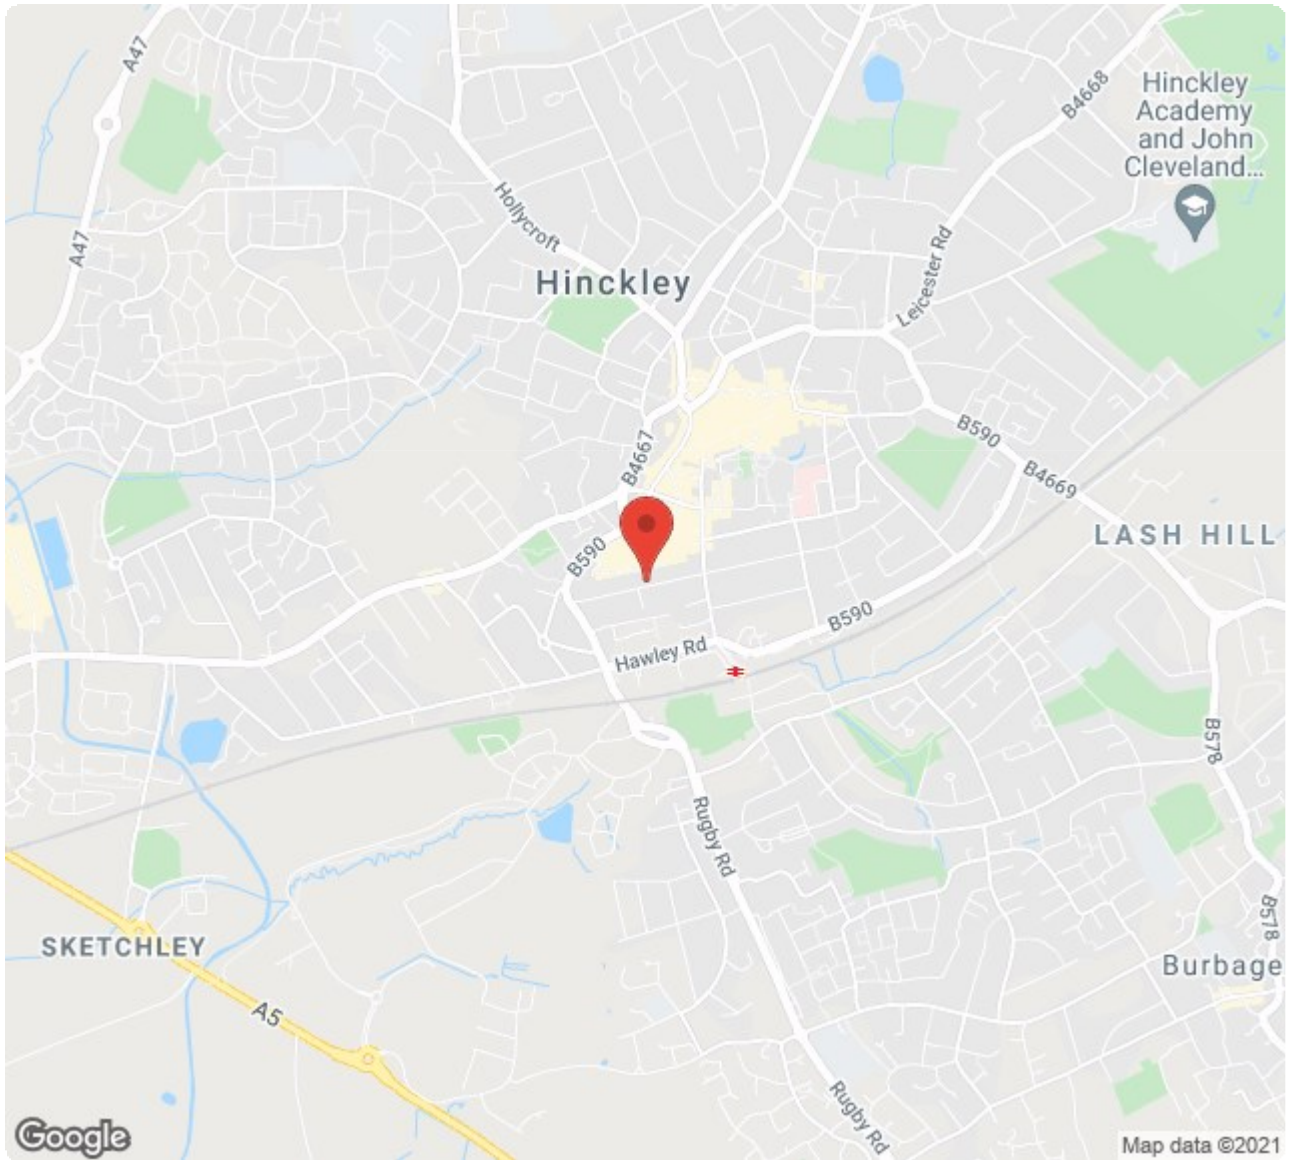 A47
B4668
Hinckley
Academy
and John
Cleveland...
A47
Hollycroft
Leicester Rd
Hinckley
B590
B4667
B4669
LASH HILL
B590
B590
Hawley Rd
B578
Rugby Rd
B578
SKETCHLEY
Burbage
A5
Rugby Rd
Google
Map data ©2021